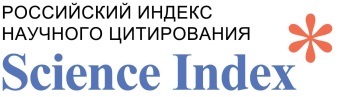 РОССИЙСКИЙ ИНДЕКС
НАУЧНОГО ЦИТИРОВАНИЯ
Science Index